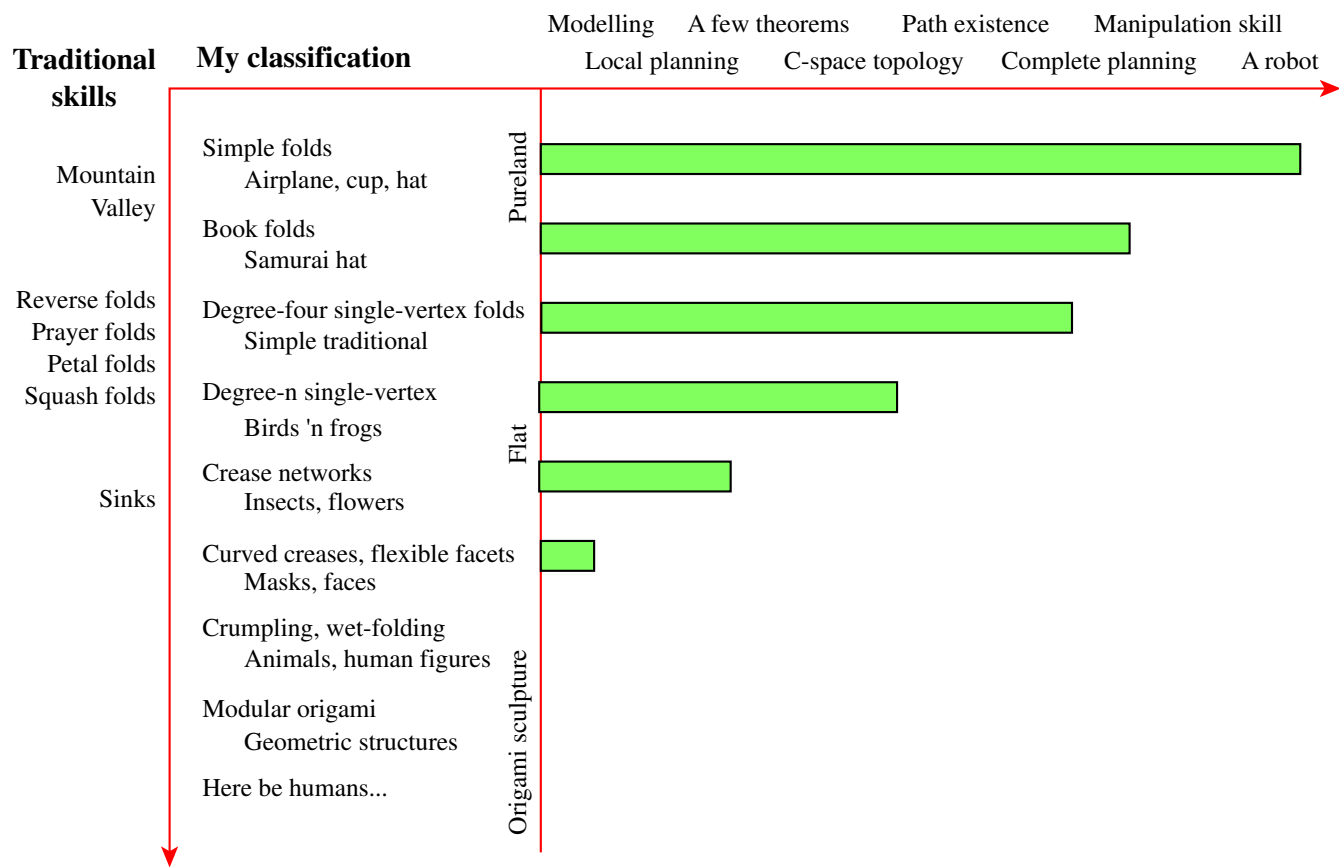 Modelling A few theorems Path existence Manipulation skill
Local planning C-space topology Complete planning A robot
Traditional skills
My classification
Mountain
Valley
Reverse folds
Prayer folds
Petal folds
Squash folds
Sinks
Simple folds
Airplane, cup, hat
Book folds
Samurai hat
Degree-four single-vertex folds
Simple traditional
Degree-n single-vertex
Birds 'n frogs
Crease networks
Insects, flowers
Curved creases, flexible facets
Masks, faces
Crumpling, wet-folding
Animals, human figures
Modular origami
Geometric structures
Here be humans...
Pureland
Flat
Origami sculpture